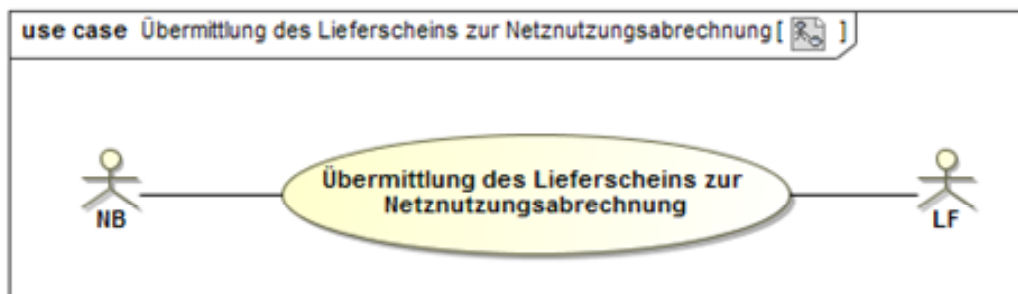 use case Übermittlung des Lieferscheins zur Netznutzungsabrechnung [ ]
Übermittlung des Lieferscheins zur
Netznutzungsabrechnung
NB
LF